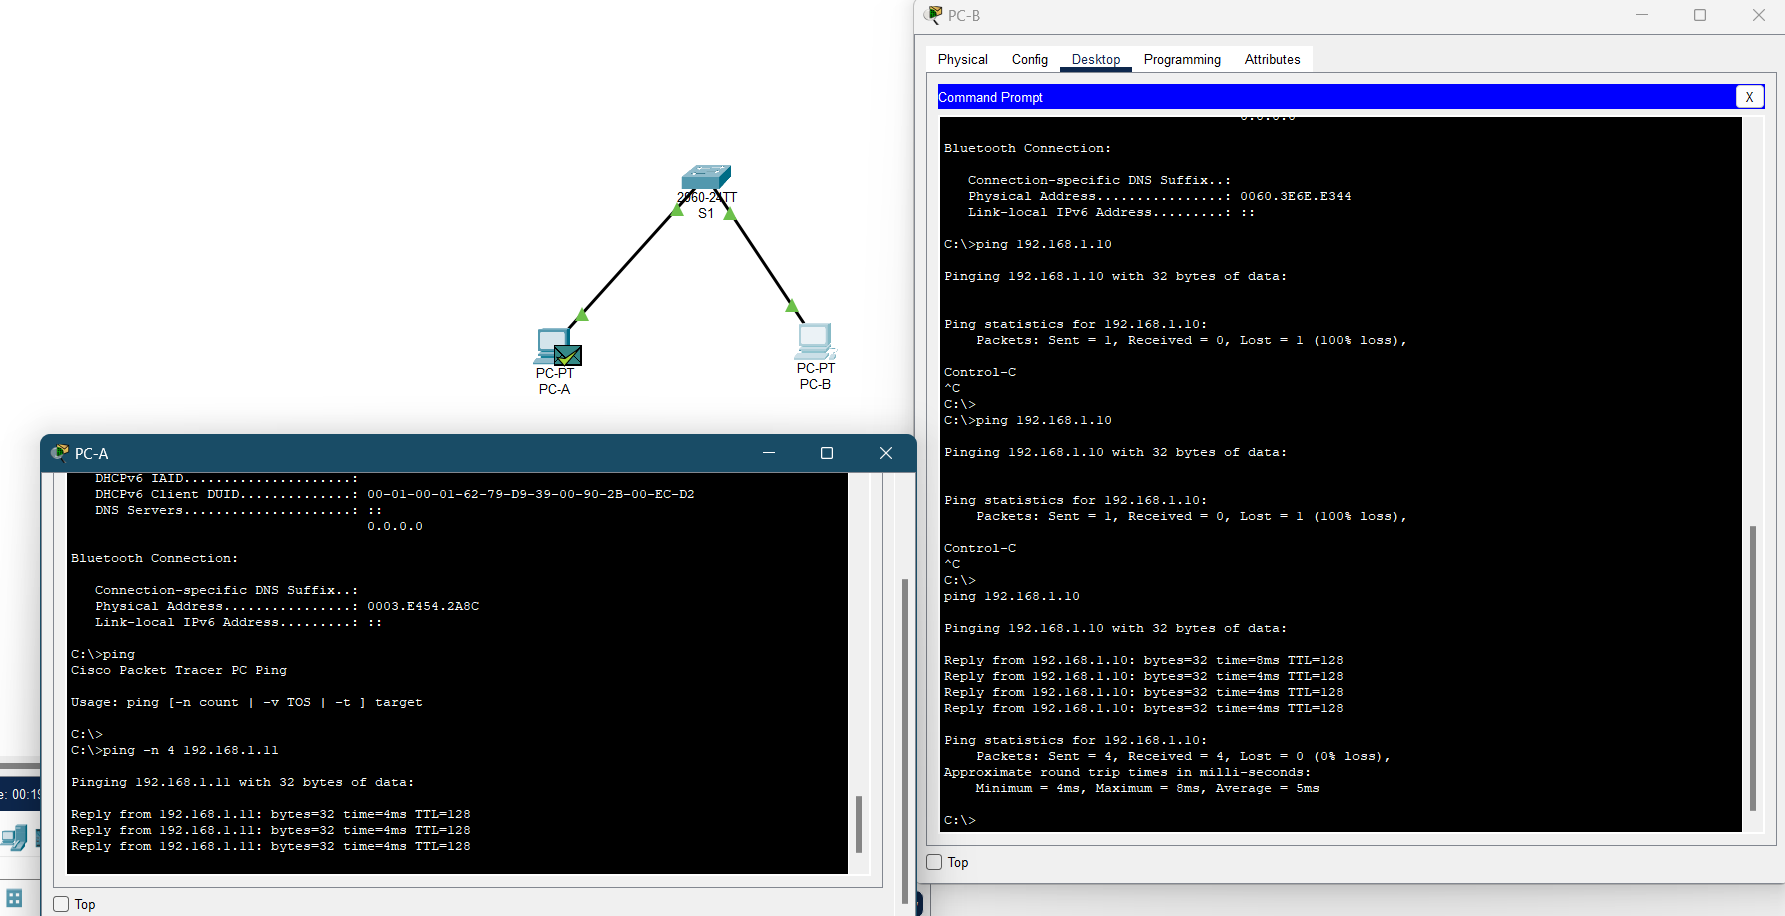 2960-24TT
S1
PC-PT
PC-A
PC-PT
PC-B
PC-A
DHCPv6 IAID.....................:
DHCPv6 Client DUID..............: 00-01-00-01-62-79-D9-39-00-90-2B-00-EC-D2
DNS Servers.....................: ::
0.0.0.0
Bluetooth Connection:
Connection-specific DNS Suffix..:
Physical Address................: 0003.E454.2A8C
Link-local IPv6 Address.........: ::
C:\>ping
Cisco Packet Tracer PC Ping
Usage: ping [-n count | -v TOS | -t ] target
C:\>
C:\>ping -n 4 192.168.1.11
Pinging 192.168.1.11 with 32 bytes of data:
Reply from 192.168.1.11: bytes=32 time=4ms TTL=128
Reply from 192.168.1.11: bytes=32 time=4ms TTL=128
Reply from 192.168.1.11: bytes=32 time=4ms TTL=128
Top
PC-B
Physical Config Desktop Programming Attributes
Command Prompt X
0.0.0.0
Bluetooth Connection:
Connection-specific DNS Suffix..:
Physical Address................: 0060.3E6E.E344
Link-local IPv6 Address.........: ::
C:\>ping 192.168.1.10
Pinging 192.168.1.10 with 32 bytes of data:
Ping statistics for 192.168.1.10:
Packets: Sent = 1, Received = 0, Lost = 1 (100% loss),
Control-C
^C
C:\>
C:\>ping 192.168.1.10
Pinging 192.168.1.10 with 32 bytes of data:
Ping statistics for 192.168.1.10:
Packets: Sent = 1, Received = 0, Lost = 1 (100% loss),
Control-C
^C
C:\>
ping 192.168.1.10
Pinging 192.168.1.10 with 32 bytes of data:
Reply from 192.168.1.10: bytes=32 time=8ms TTL=128
Reply from 192.168.1.10: bytes=32 time=4ms TTL=128
Reply from 192.168.1.10: bytes=32 time=4ms TTL=128
Reply from 192.168.1.10: bytes=32 time=4ms TTL=128
Ping statistics for 192.168.1.10:
Packets: Sent = 4, Received = 4, Lost = 0 (0% loss),
Approximate round trip times in milli-seconds:
Minimum = 4ms, Maximum = 8ms, Average = 5ms
C:\>
Top